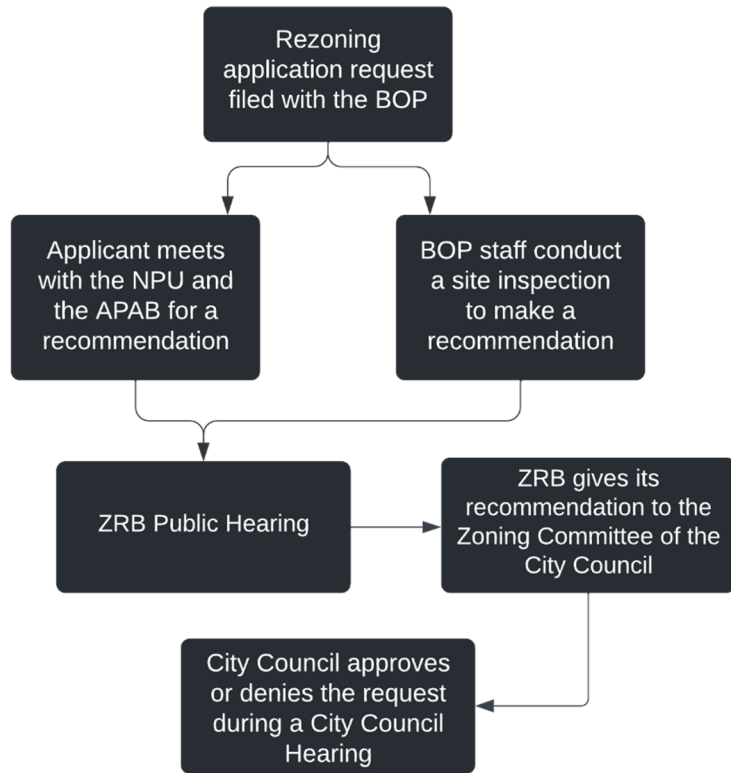 Rezoning
application request
filed with the BOP
Applicant meets
with the NPU and
the APAB for a
recommendation
BOP staff conduct
a site inspection
to make a
recommendation
ZRB Public Hearing
ZRB gives its
recommendation to the
Zoning Committee of the
City Council
City Council approves
or denies the request
during a City Council
Hearing